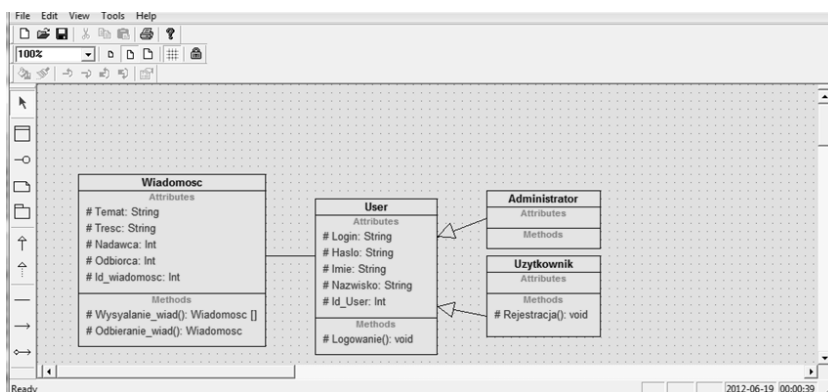 File Edit View Tools Help
100%
Wiadomosc
Attributes
# Temat: String
# Tresc: String
# Nadawca: Int
# Odbiorca: Int
# Id_wiadomosc: Int
Methods
# Wysyalanie_wiad(): Wiadomosc []
# Odbieranie_wiad(): Wiadomosc
User
Attributes
# Login: String
# Haslo: String
# Imie: String
# Nazwisko: String
# Id_User: Int
Methods
# Logowanie(): void
Administrator
Attributes
Methods
Uzytkownik
Attributes
Methods
# Rejestracja(): void
Ready
2012-06-19 00:00:39